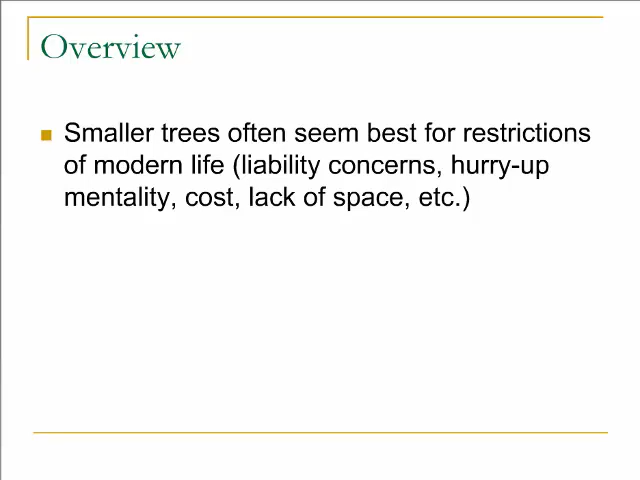 Overview
Smaller trees often seem best for restrictions
of modern life (liability concerns, hurry-up
mentality, cost, lack of space, etc.)